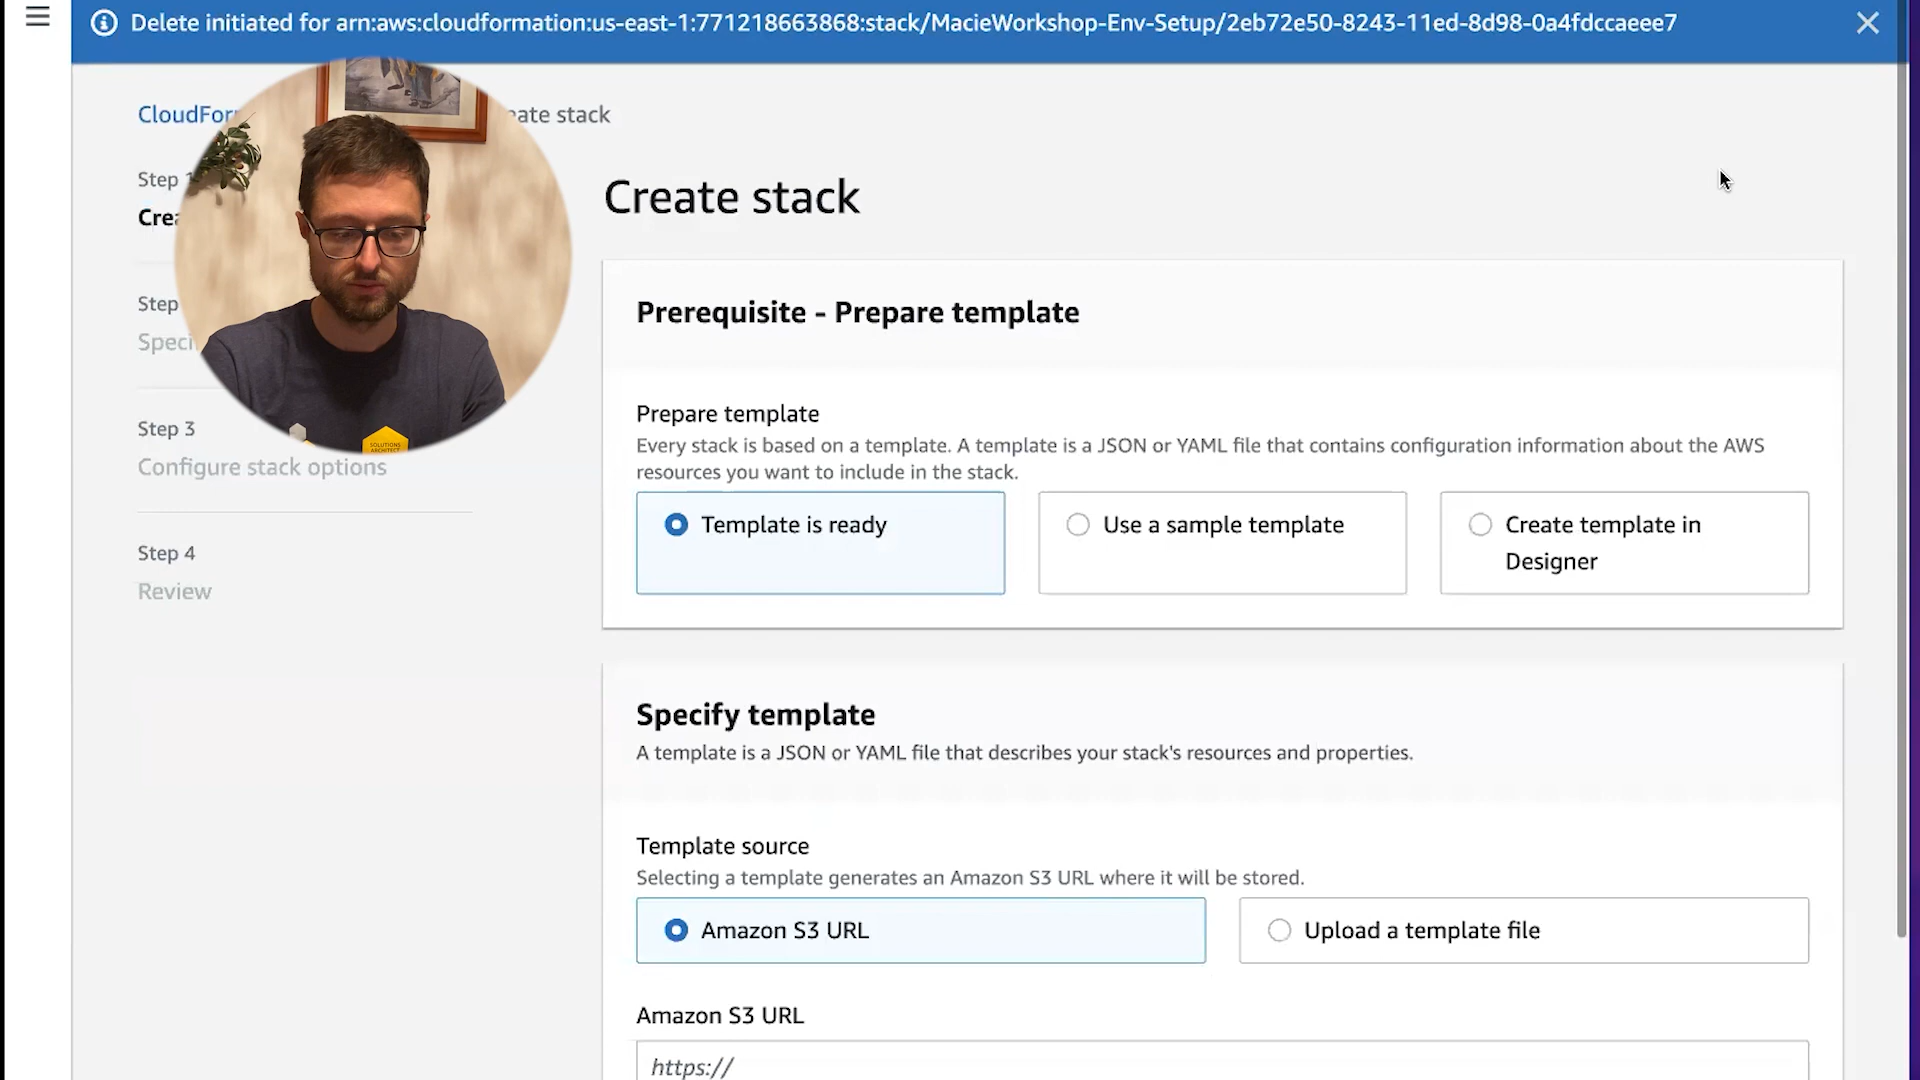 Delete initiated for arn:aws:cloudformation:us-east-1:771218663868:stack/MacieWorkshop-Env-Setup/2eb72e50-8243-11ed-8d98-0a4fdccaeee7
CloudFor
ate stack
Step 1
Crea
Step
Speci
Step 3
Configure stack options
Step 4
Review
Create stack
Prerequisite - Prepare template
Prepare template
Every stack is based on a template. A template is a JSON or YAML file that contains configuration information about the AWS
resources you want to include in the stack.
Template is ready
Use a sample template
Create template in
Designer
Specify template
A template is a JSON or YAML file that describes your stack's resources and properties.
Template source
Selecting a template generates an Amazon S3 URL where it will be stored.
Amazon S3 URL
Upload a template file
Amazon S3 URL
https://
SOLUTIONS
ARCHITECT